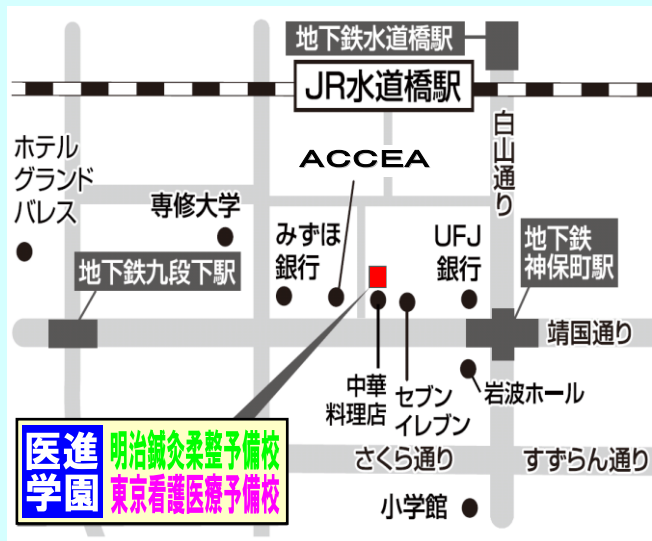 地下鉄水道橋駅
JR水道橋駅
白山通り
ホテル
グランド
パレス
ACCEA
専修大学
みずほ
銀行
UFJ
銀行
地下鉄
神保町駅
地下鉄九段下駅
靖国通り
中華
料理店
セブン
イレブン
岩波ホール
医進
学園
明治鍼灸柔整予備校
東京看護医療予備校
さくら通り
すずらん通り
小学館